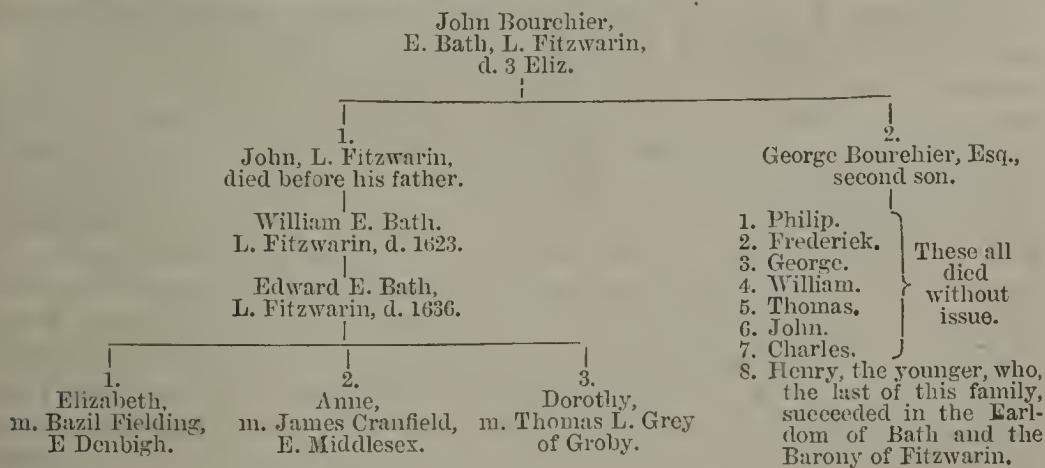 John Bourchier,
E. Bath, L. Fitzwarin,
d. 3 Eliz.
1.
John, L. Fitzwarin,
died before his father.
William E. Bath.
L. Fitzwarin, d. 1623.
Edward E. Bath,
L. Fitzwarin, d. 1636.
1.
Elizabeth,
m. Bazil Fielding,
E Denbigh.
2.
Anne,
m. James Cranfield,
E. Middlesex.
3.
Dorothy,
m. Thomas L. Grey
of Groby.
2.
George Bourchier, Esq.,
second son.
1. Philip.
2. Frederick.
3. George.
4. William.
5. Thomas.
6. John.
7. Charles.
These all
died
without
issue.
8. Henry, the younger, who,
the last of this family,
succeeded in the Earl-
dom of Bath and the
Barony of Fitzwarin.